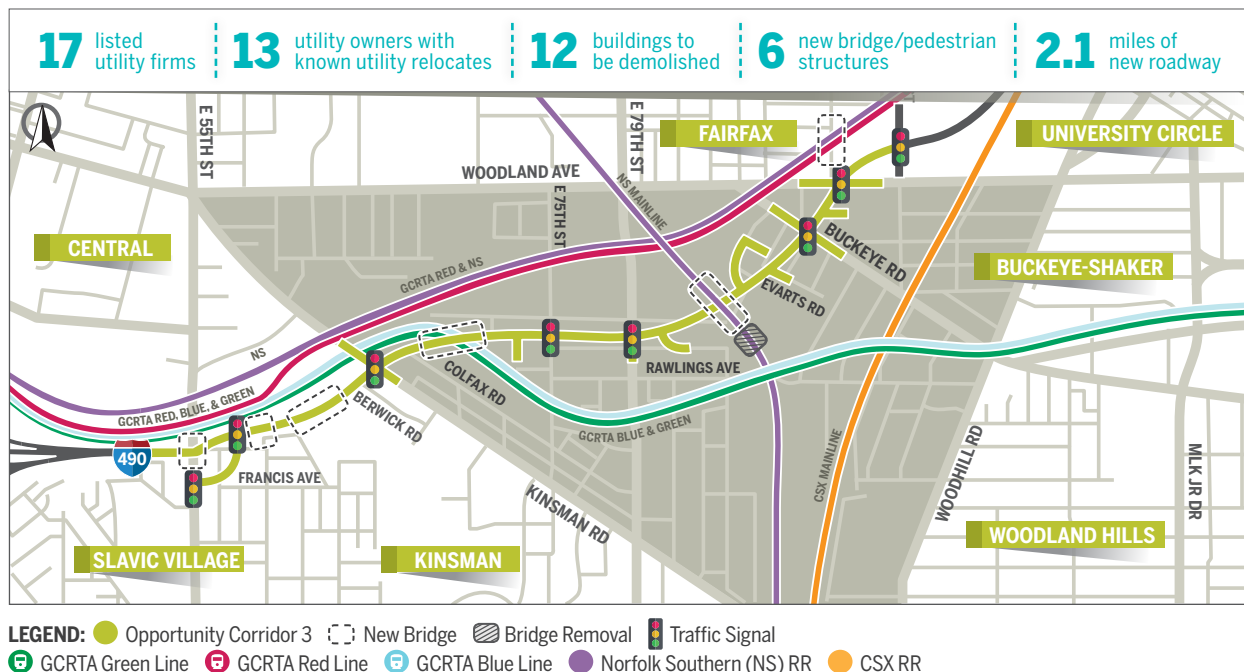 17 listed utility firms
13 utility owners with known utility relocates
12 buildings to be demolished
6 new bridge/pedestrian structures
2.1 miles of new roadway
E 55TH ST
E 79TH ST
FAIRFAX
UNIVERSITY CIRCLE
WOODLAND AVE
NS MAINLINE
E 75TH ST
CENTRAL
BUCKEYE RD
GCRTA RED & NS
BUCKEYE-SHAKER
EVARTS RD
NS
RAWLINGS AVE
COLFAX RD
GCRTA RED, BLUE, & GREEN
BERWICK RD
GCRTA BLUE & GREEN
490
FRANCIS AVE
CSX MAINLINE
WOODHILL RD
MLK JR DR
KINSMAN RD
WOODLAND HILLS
SLAVIC VILLAGE
KINSMAN
LEGEND: Opportunity Corridor 3 New Bridge Bridge Removal Traffic Signal
GCRTA Green Line GCRTA Red Line GCRTA Blue Line Norfolk Southern (NS) RR CSX RR